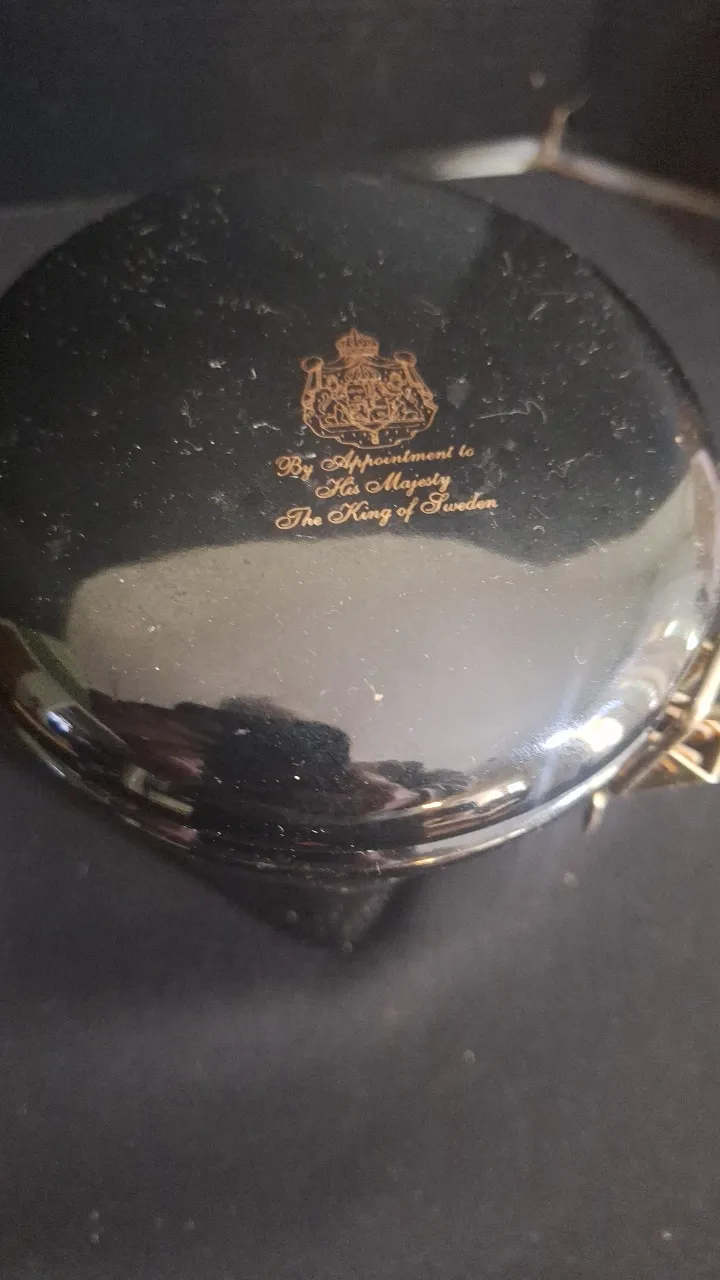 By Appointment to
His Majesty
The King of Sweden